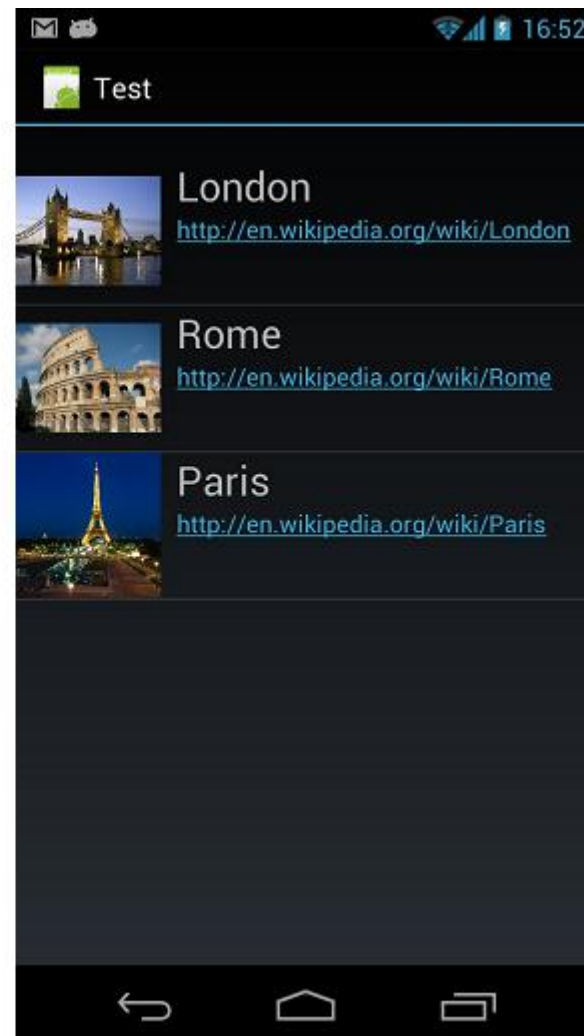 16:52
Test
London
http://en.wikipedia.org/wiki/London
Rome
http://en.wikipedia.org/wiki/Rome
Paris
http://en.wikipedia.org/wiki/Paris